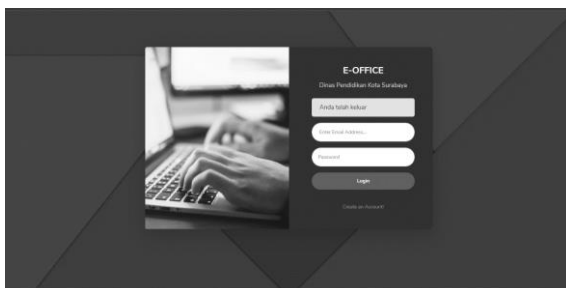 E-OFFICE
Dinas Pendidikan Kota Surabaya
Anda telah keluar
Enter Email Address...
Password
Login
Create an Account!